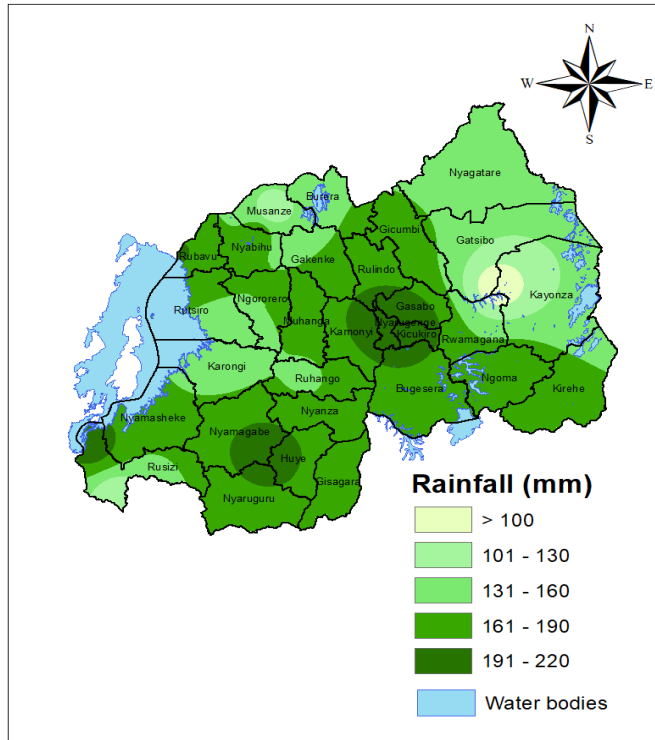 N
W
E
S
Nyagatare
Burera
Musanze
Gicumbi
Gatsibo
Nyabihu
Rubavu
Gakenke
Rulindo
Kayonza
Rutsiro
Ngororero
Gasabo
Muhanga
Nyarugenge
Kamonyi
Kicukiro
Rwamagana
Karongi
Ruhango
Bugesera
Ngoma
Kirehe
Nyamasheke
Nyanza
Nyamagabe
Rusizi
Huye
Gisagara
Nyaruguru
Rainfall (mm)
> 100
101 - 130
131 - 160
161 - 190
191 - 220
Water bodies